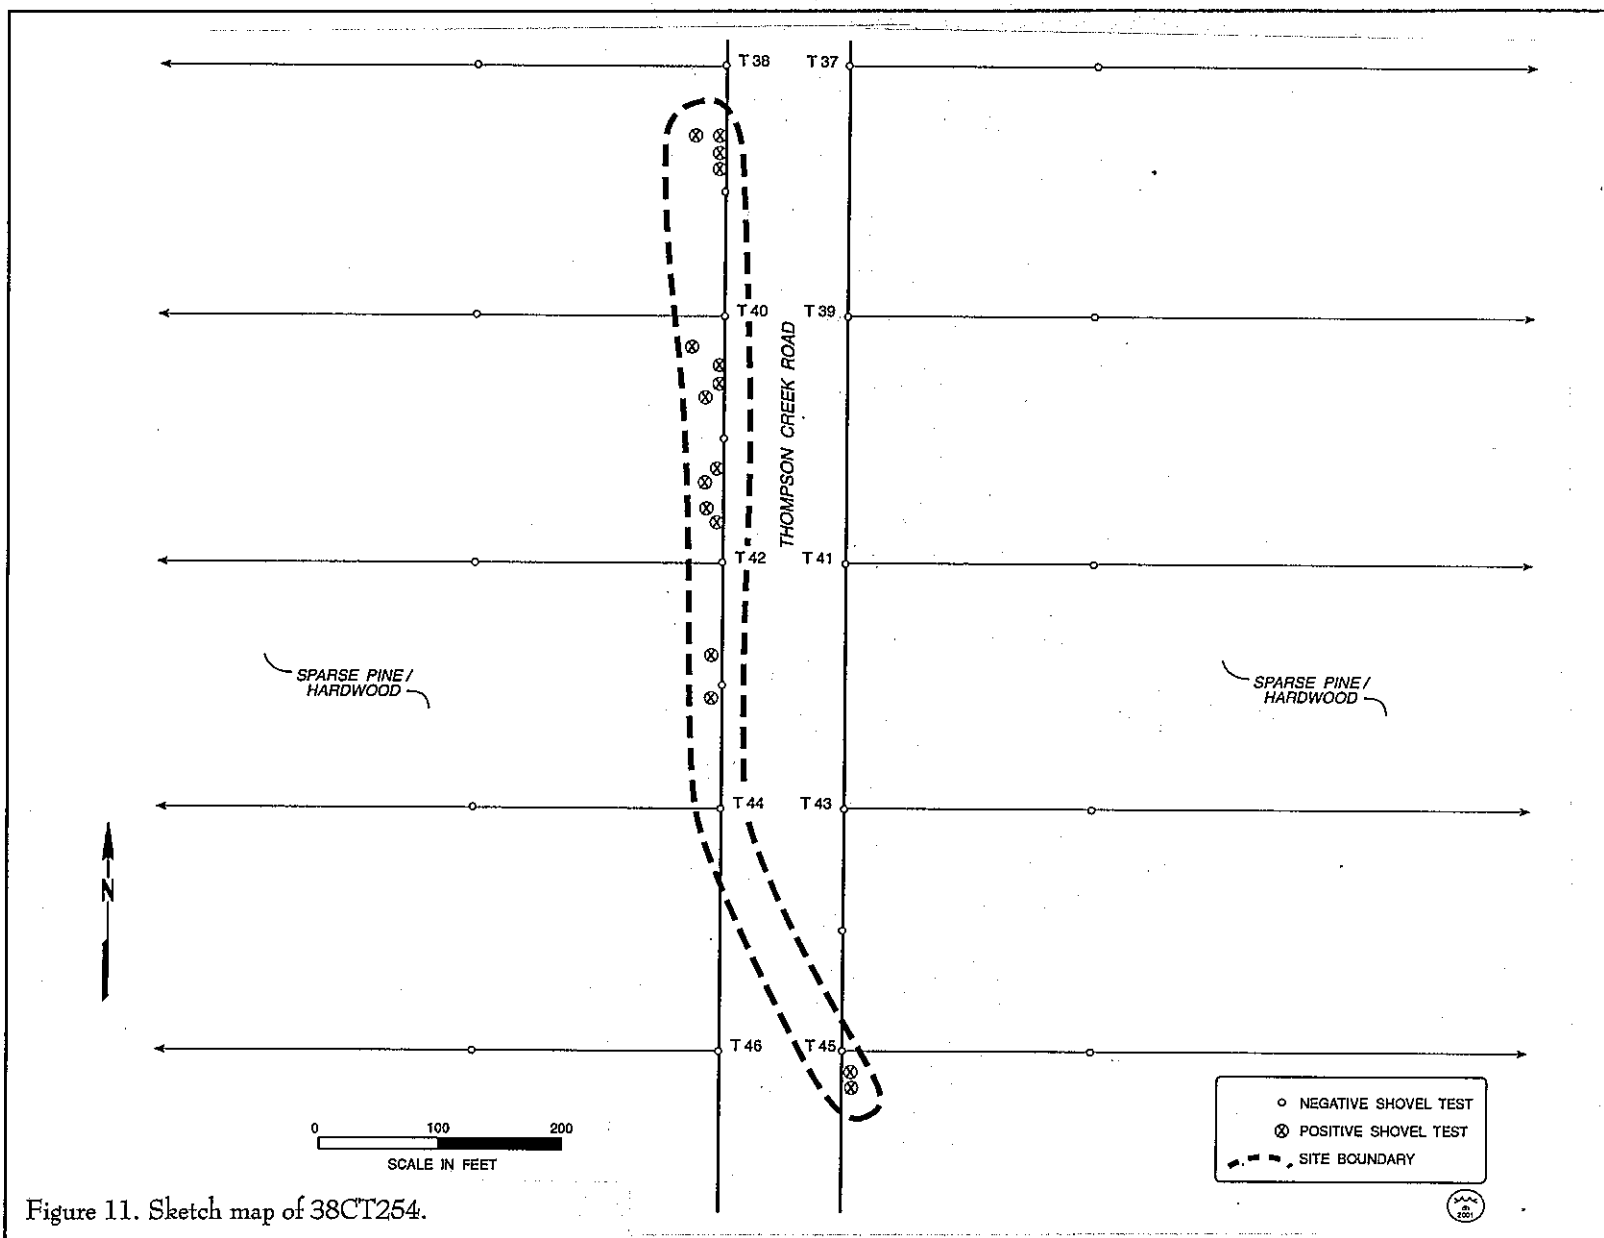 T 38
T 37
T 40
T 39
THOMPSON CREEK ROAD
T 42
T 41
SPARSE PINE /
HARDWOOD
SPARSE PINE /
HARDWOOD
T 44
T 43
N
T 46
T 45
0 100 200
SCALE IN FEET
NEGATIVE SHOVEL TEST
POSITIVE SHOVEL TEST
SITE BOUNDARY
2001
Figure 11. Sketch map of 38CT254.